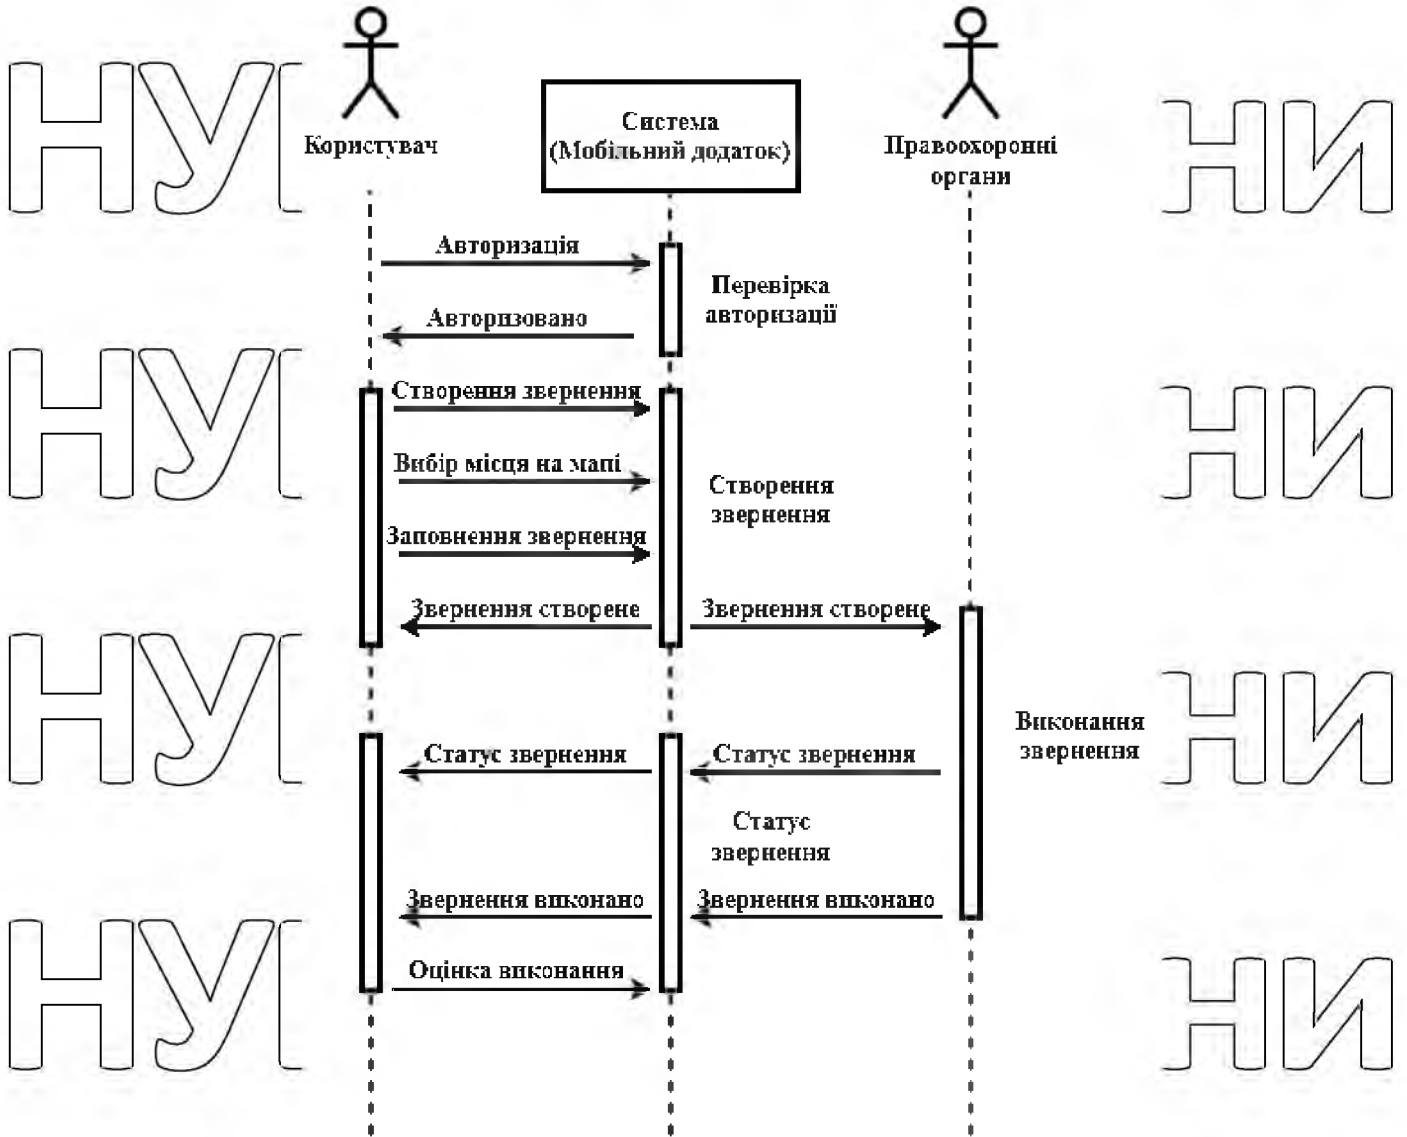 Користувач
Система
(Мобільний додаток)
Правоохоронні
органи
НУ
НИ
Авторизація
Перевірка
авторизації
Авторизовано
НУ
НИ
Створення звернення
Вибір місця на мапі
Створення
звернення
Заповнення звернення
Звернення створене
Звернення створене
НУ
НИ
Виконання
звернення
Статус звернення
Статус звернення
Статус
звернення
Звернення виконано
Звернення виконано
НУ
НИ
Оцінка виконання